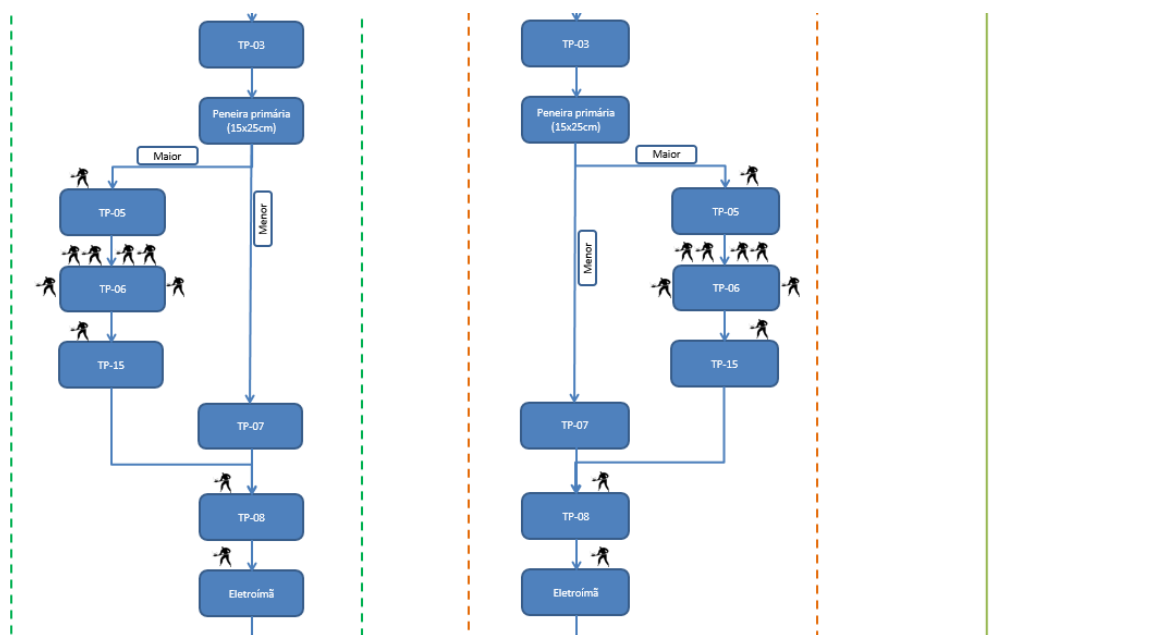 TP-03
Peneira primária
(15x25cm)
Maior
Menor
TP-05
TP-06
TP-15
TP-07
TP-08
Eletroímã
TP-03
Peneira primária
(15x25cm)
Maior
Menor
TP-05
TP-06
TP-15
TP-07
TP-08
Eletroímã